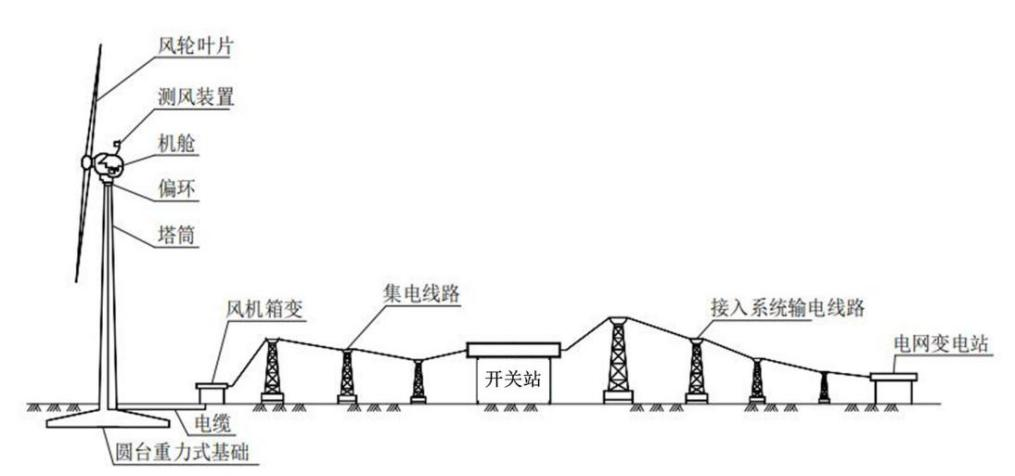 风轮叶片
测风装置
机舱
偏环
塔筒
风机箱变
集电线路
接入系统输电线路
电网变电站
开关站
电缆
圆台重力式基础